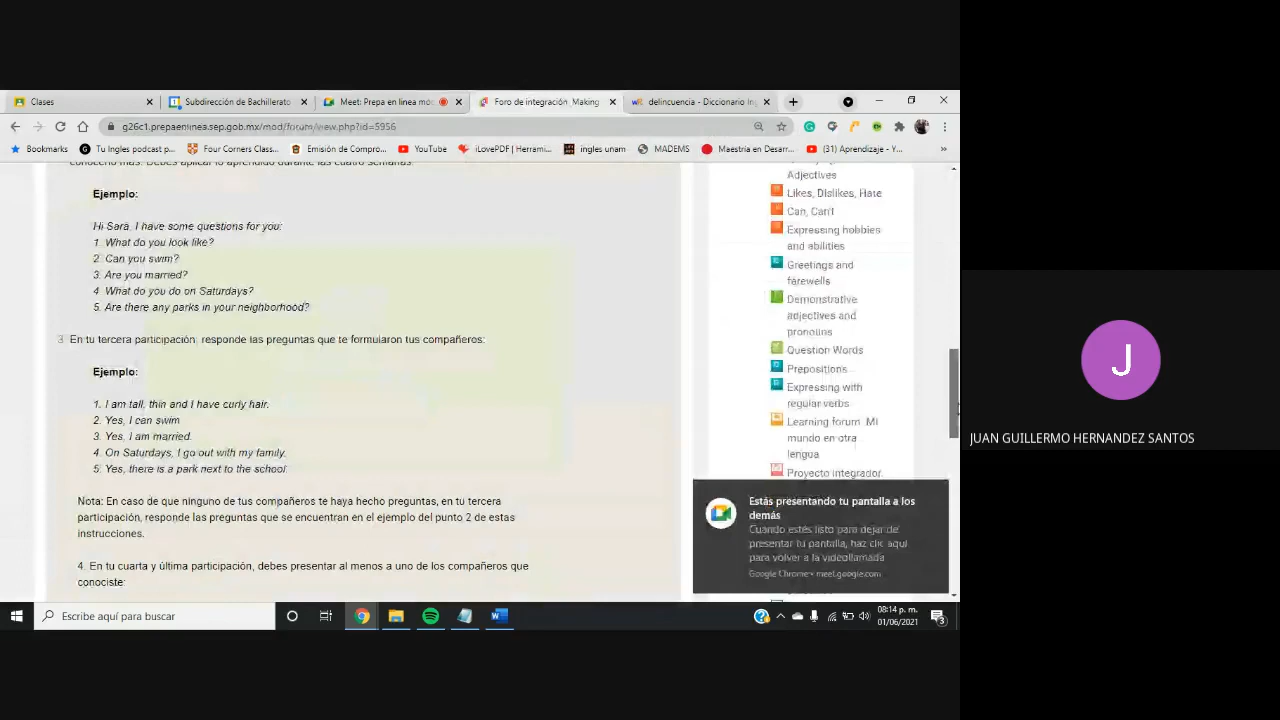 Clases
Subdirección de Bachillerato
Meet: Prepa en linea mo
Foro de integración. Making
delincuencia - Diccionario In
g26c1.prepaenlinea.sep.gob.mx/mod/forum/view.php?id=5956
Bookmarks
Tu Ingles podcast p...
Four Corners Class...
Emisión de Compro...
YouTube
iLovePDF | Herrami...
ingles unam
MADEMS
Maestria en Desarr...
(31) Aprendizaje - Y...
»
conocerlo más. Debes aplicar lo aprendido durante las cuatro semanas.
Ejemplo:
Hi Sara, I have some questions for you:
1. What do you look like?
2. Can you swim?
3. Are you married?
4. What do you do on Saturdays?
5. Are there any parks in your neighborhood?
3. En tu tercera participación, responde las preguntas que te formularon tus compañeros:
Ejemplo:
1. I am tall, thin and I have curly hair.
2. Yes, I can swim
3. Yes, I am married.
4. On Saturdays, I go out with my family.
5. Yes, there is a park next to the school
Nota: En caso de que ninguno de tus compañeros te haya hecho preguntas, en tu tercera
participación, responde las preguntas que se encuentran en el ejemplo del punto 2 de estas
instrucciones.
4. En tu cuarta y última participación, debes presentar al menos a uno de los compañeros que
conociste:
Adjectives
Likes, Dislikes, Hate
Can, Can't
Expressing hobbies
and abilities
Greetings and
farewells
Demonstrative
adjectives and
pronouns
Question Words
Prepositions
Expressing with
regular verbs
Learning forum. Mi
mundo en otra
lengua
Proyecto integrador.
Estás presentando tu pantalla a los
demás
Cuando estés listo para dejar de
presentar tu pantalla, haz clic aquí
para volver a la videollamada
Google Chrome • meet.google.com
Escribe aquí para buscar
08:14 p. m.
01/06/2021
3
J
JUAN GUILLERMO HERNANDEZ SANTOS